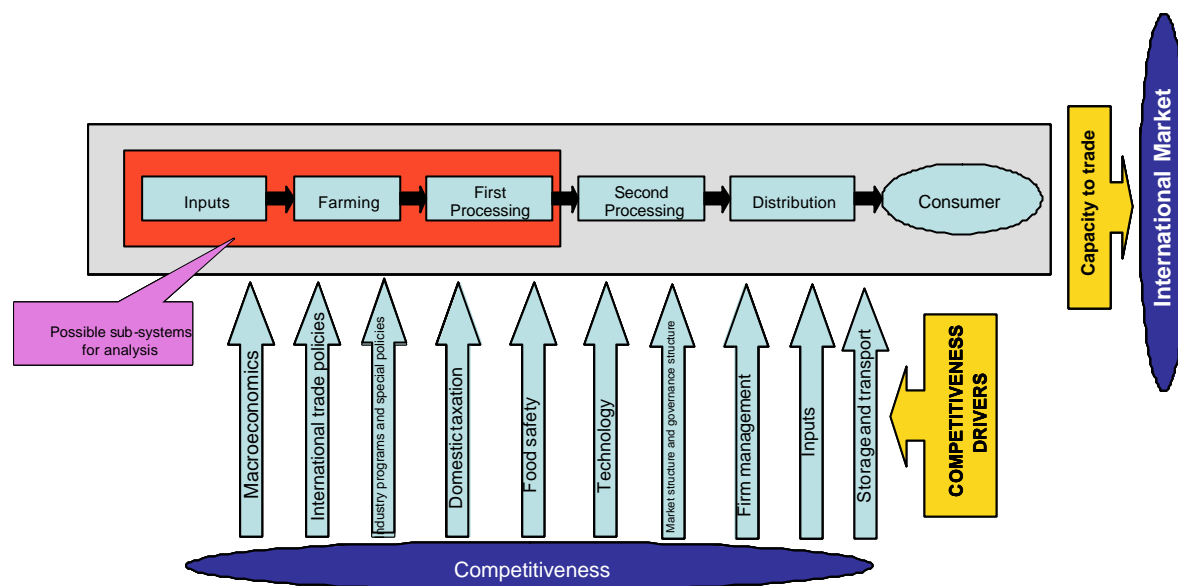 Inputs
Farming
First
Processing
Second
Processing
Distribution
Consumer
Capacity to trade
International Market
Possible sub-systems
for analysis
Macroeconomics
International trade policies
Industry programs and special policies
Domestic taxation
Food safety
Technology
Market structure and governance structure
Firm management
Inputs
Storage and transport
COMPETITIVENESS
DRIVERS
Competitiveness